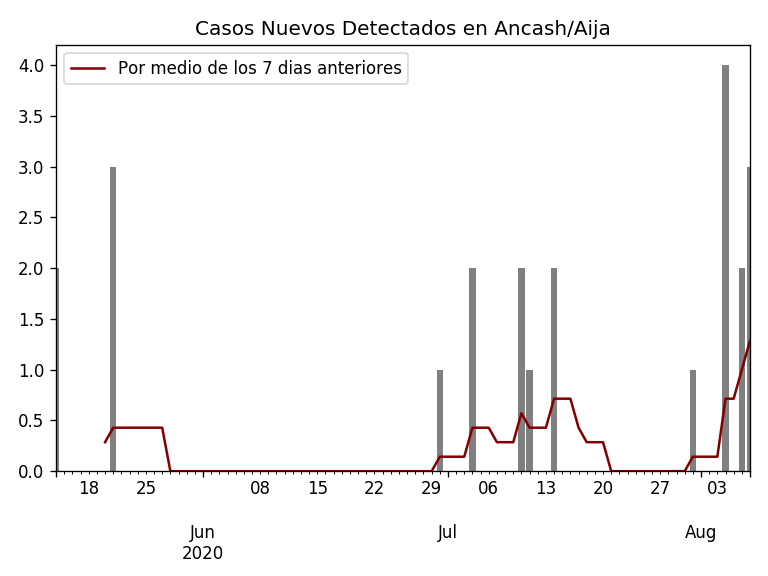 Casos Nuevos Detectados en Ancash/Aija
Por medio de los 7 dias anteriores
4.0
3.5
3.0
2.5
2.0
1.5
1.0
0.5
0.0
18 25 08 15 22 29 06 13 20 27 03
Jun Jul Aug
2020